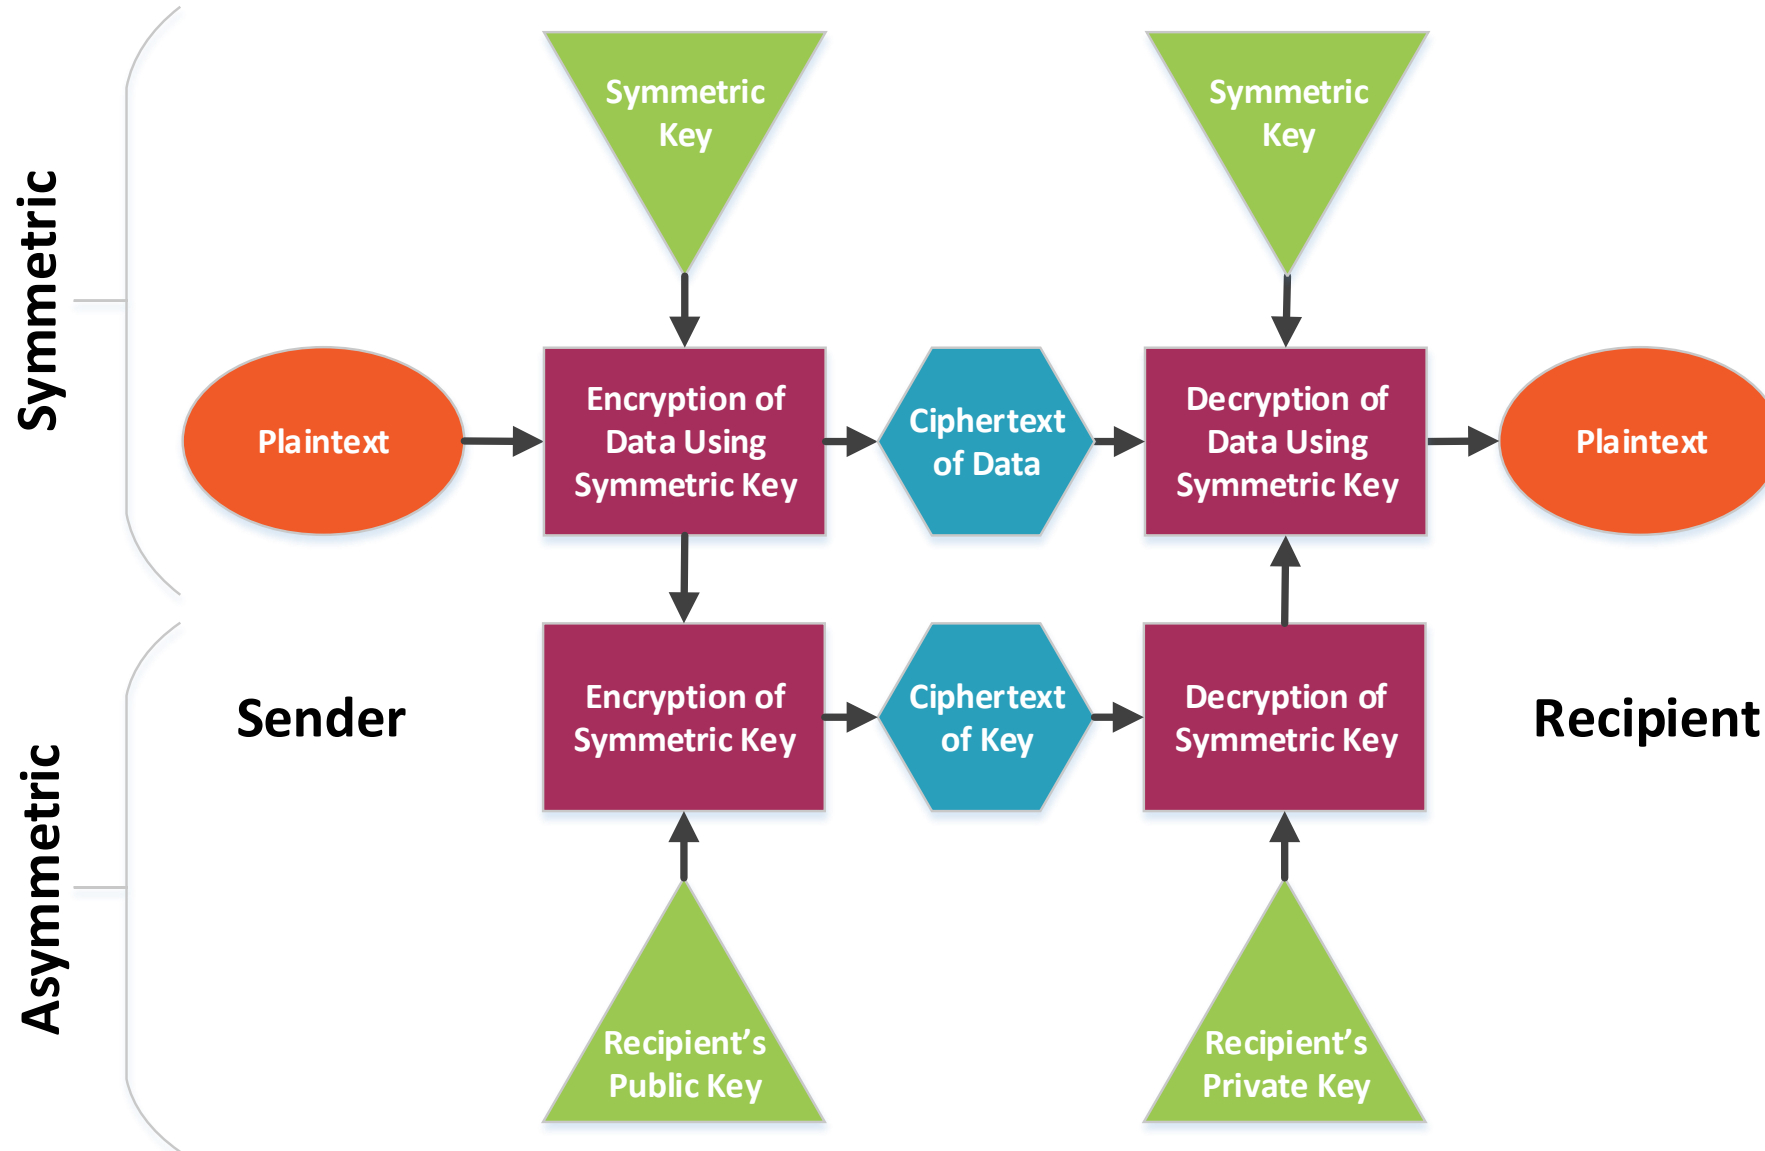 Symmetric
Symmetric
Key
Symmetric
Key
Plaintext
Encryption of
Data Using
Symmetric Key
Ciphertext
of Data
Decryption of
Data Using
Symmetric Key
Plaintext
Asymmetric
Sender
Encryption of
Symmetric Key
Ciphertext
of Key
Decryption of
Symmetric Key
Recipient
Recipient’s
Public Key
Recipient’s
Private Key